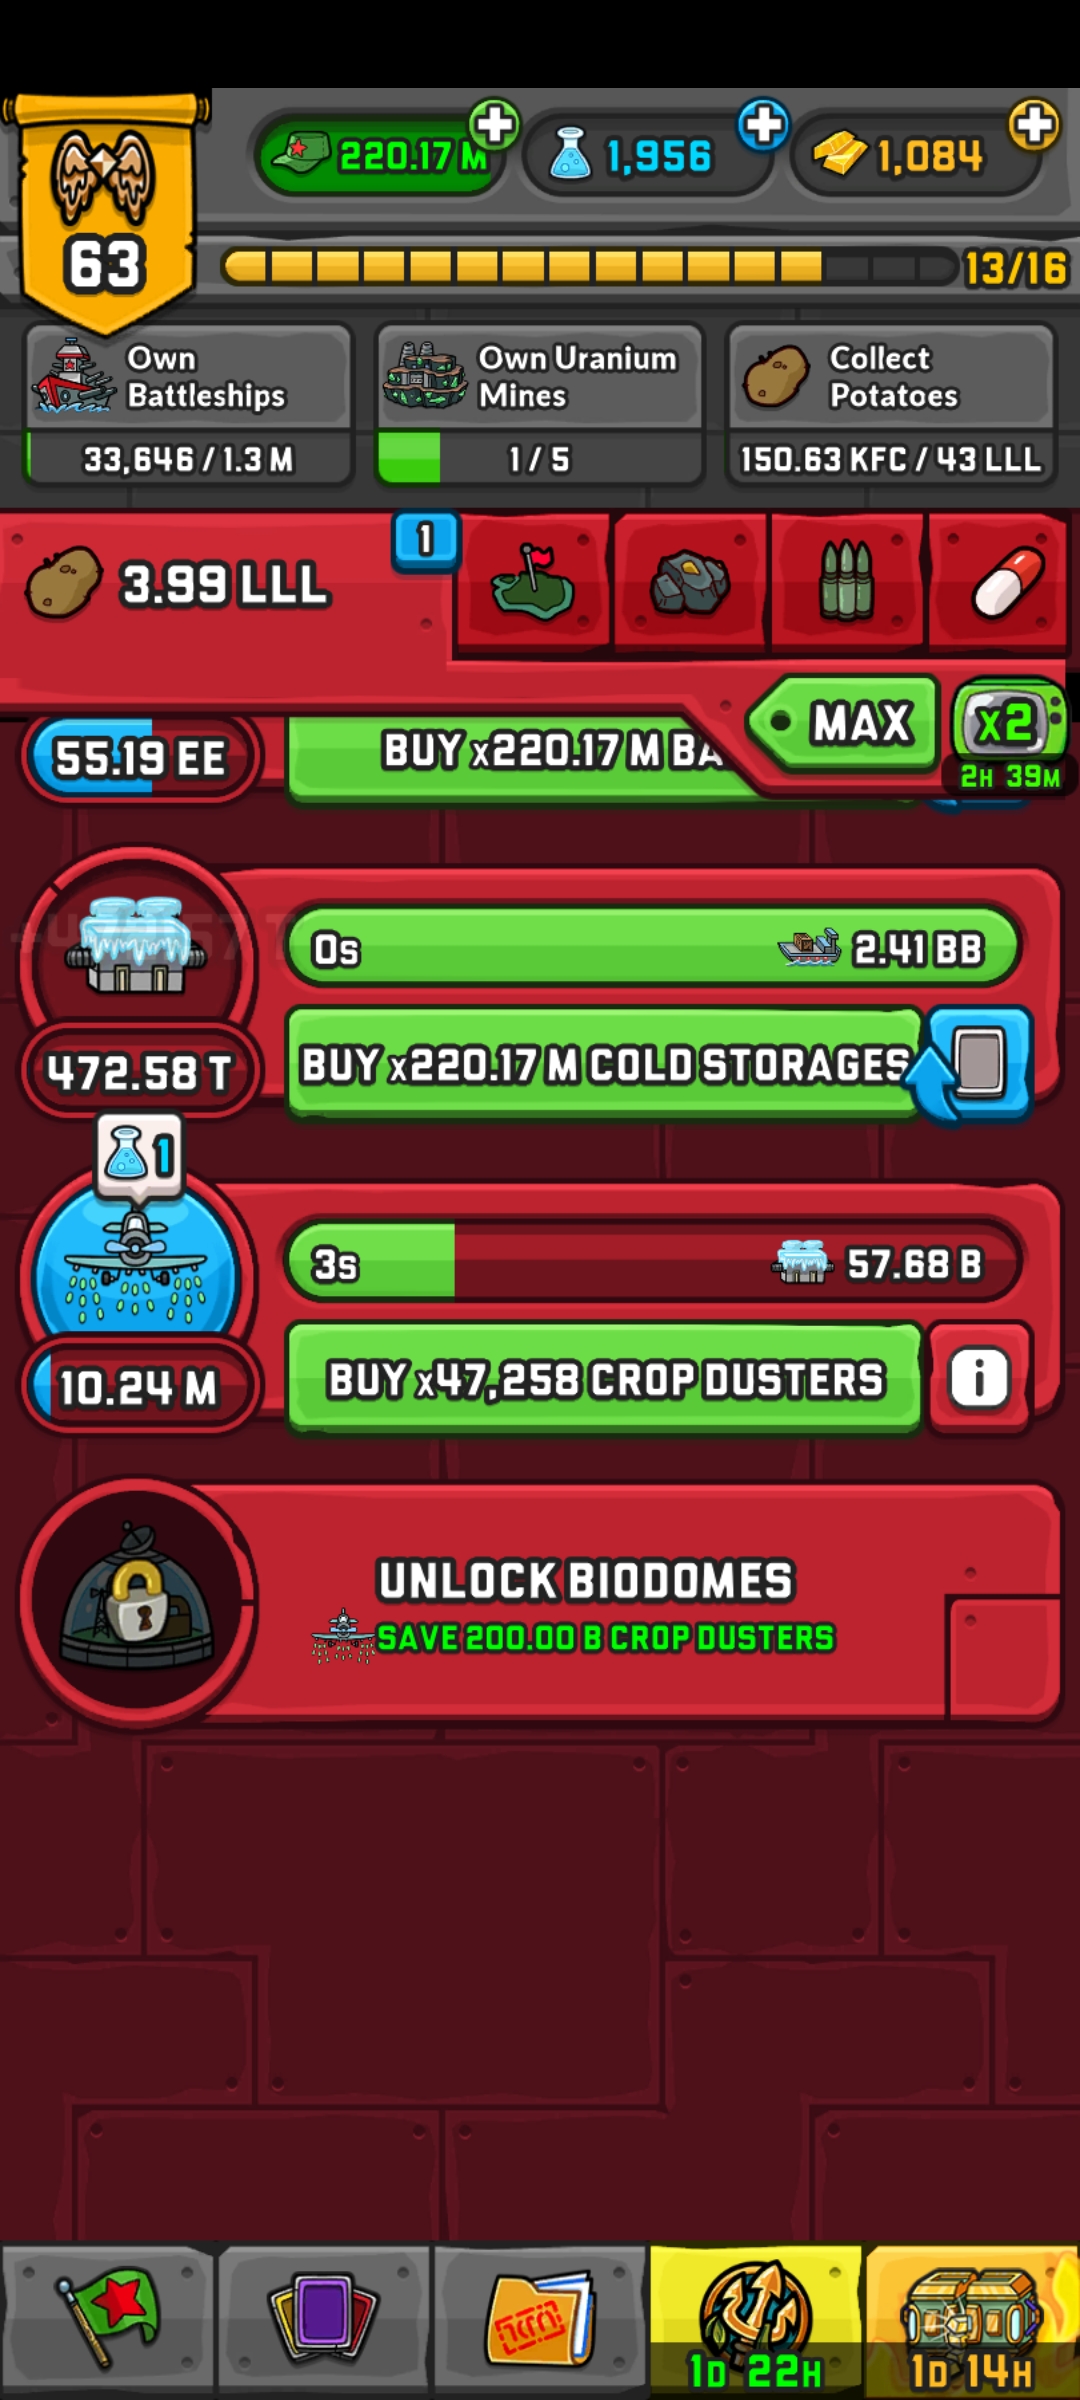 220.17 M
1,956
1,084
63
13/16
Own
Battleships
33,646 / 1.3 M
Own Uranium
Mines
1 / 5
Collect
Potatoes
150.63 KFC / 43 LLL
3.99 LLL
1
MAX
x2
2H 39M
55.19 EE
BUY x220.17 M BA
0s
2.41 BB
472.58 T
BUY x220.17 M COLD STORAGES
1
3s
57.68 B
10.24 M
BUY x47,258 CROP DUSTERS
i
UNLOCK BIODOMES
SAVE 200.00 B CROP DUSTERS
1D 22H
1D 14H